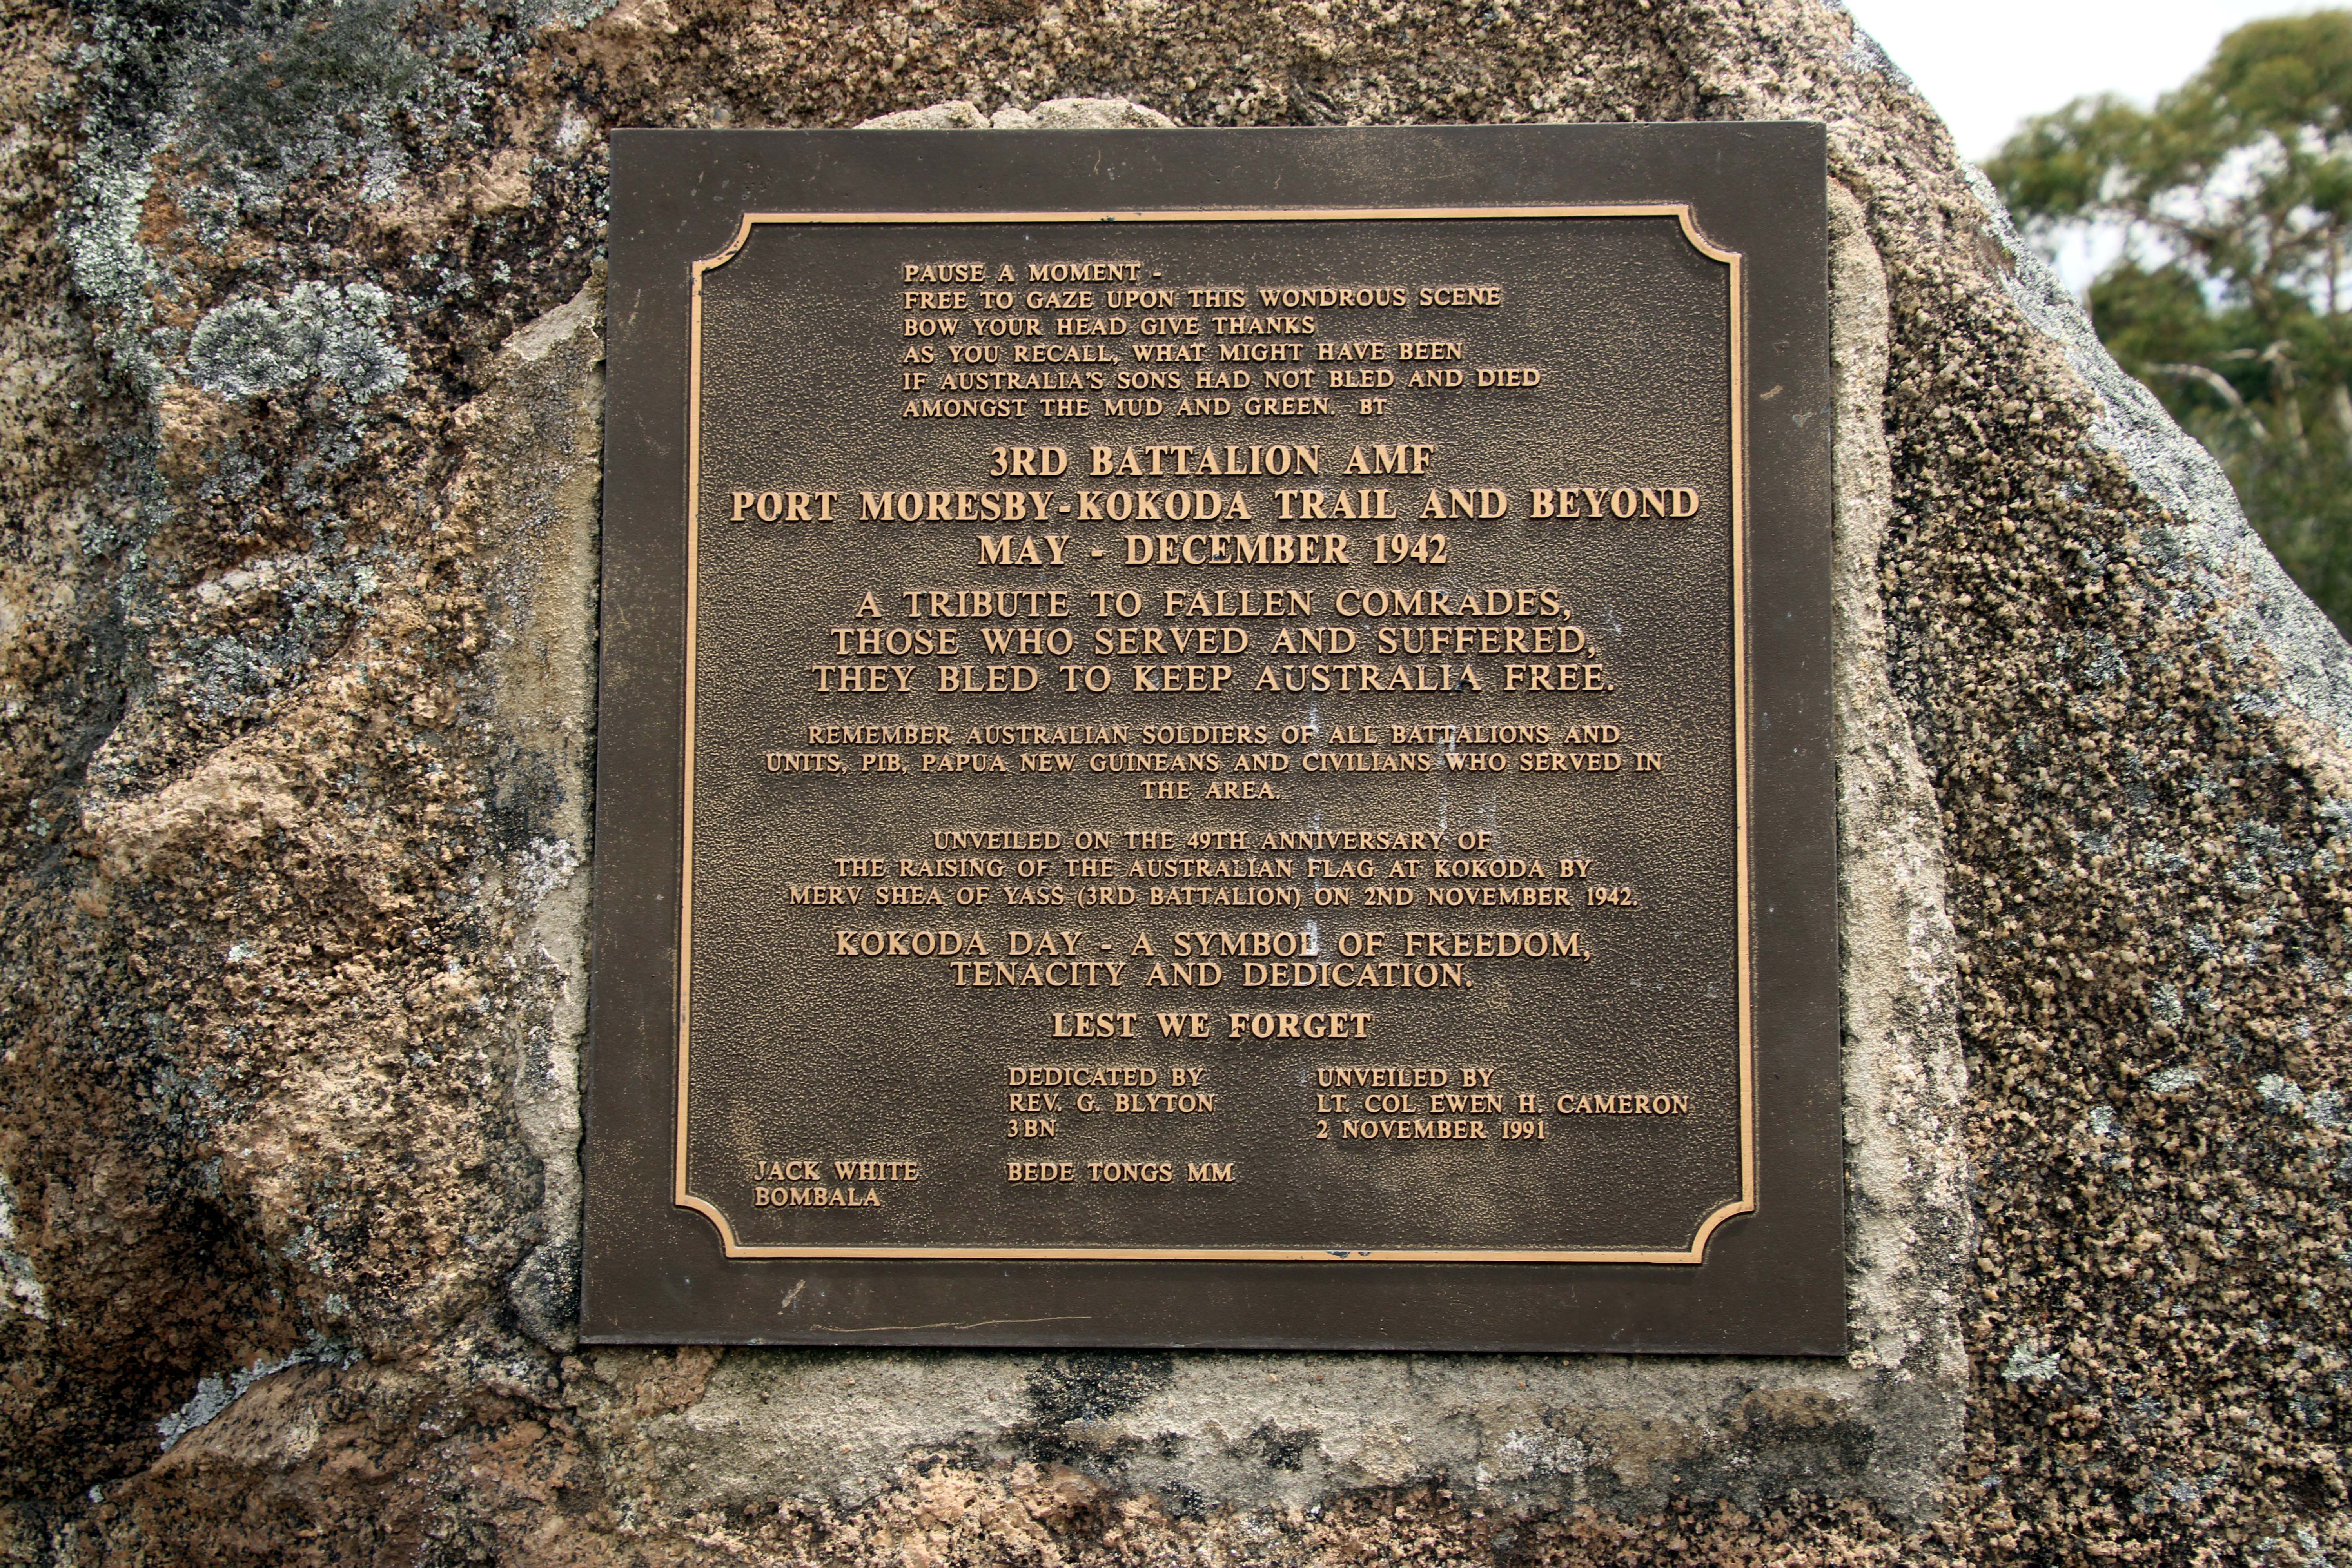 PAUSE A MOMENT -
FREE TO GAZE UPON THIS WONDROUS SCENE
BOW YOUR HEAD GIVE THANKS
AS YOU RECALL, WHAT MIGHT HAVE BEEN
IF AUSTRALIA'S SONS HAD NOT BLED AND DIED
AMONGST THE MUD AND GREEN. BT
3RD BATTALION AMF
PORT MORESBY-KOKODA TRAIL AND BEYOND
MAY - DECEMBER 1942
A TRIBUTE TO FALLEN COMRADES,
THOSE WHO SERVED AND SUFFERED,
THEY BLED TO KEEP AUSTRALIA FREE.
REMEMBER AUSTRALIAN SOLDIERS OF ALL BATTALIONS AND
UNITS, PIB, PAPUA NEW GUINEANS AND CIVILIANS WHO SERVED IN
THE AREA.
UNVEILED ON THE 49TH ANNIVERSARY OF
THE RAISING OF THE AUSTRALIAN FLAG AT KOKODA BY
MERV SHEA OF YASS (3RD BATTALION) ON 2ND NOVEMBER 1942.
KOKODA DAY - A SYMBOL OF FREEDOM,
TENACITY AND DEDICATION.
LEST WE FORGET
DEDICATED BY
REV. G. BLYTON
3BN
UNVEILED BY
LT. COL EWEN H. CAMERON
2 NOVEMBER 1991
JACK WHITE
BOMBALA
BEDE TONGS MM